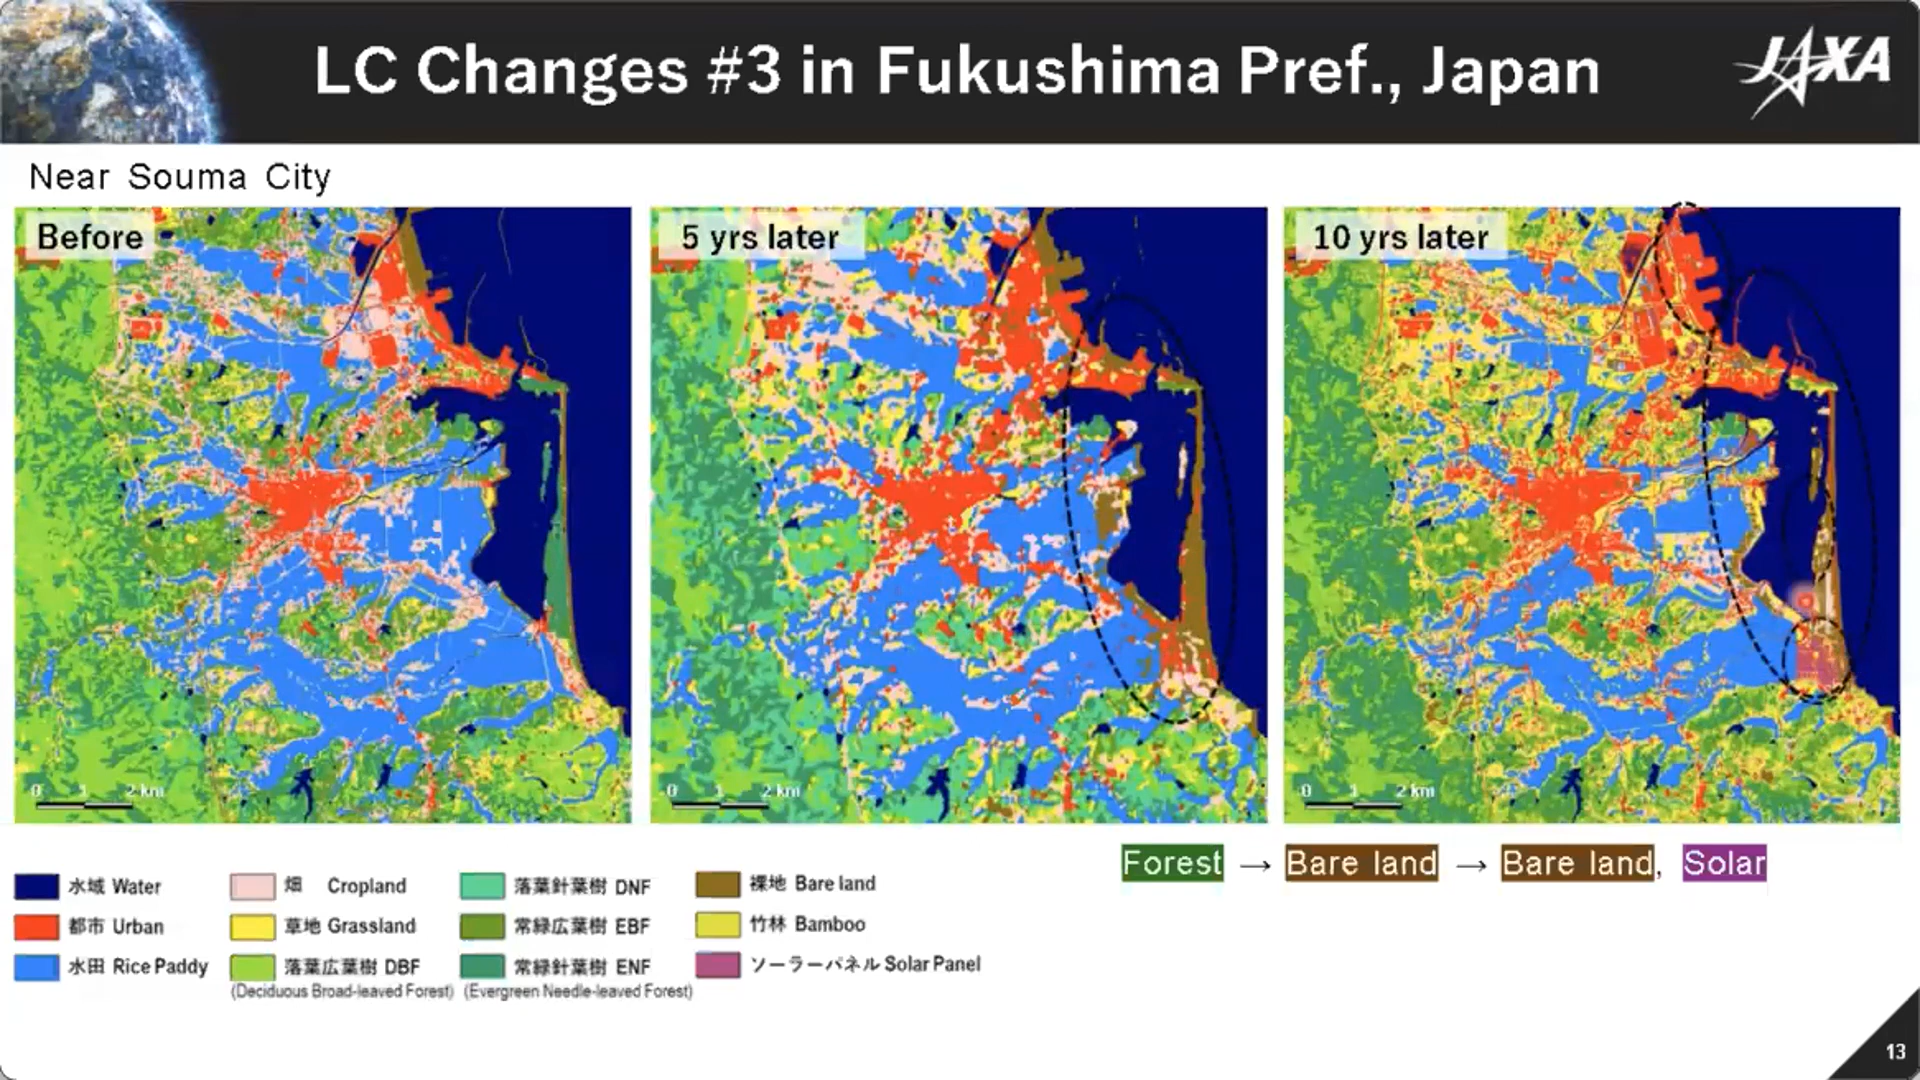 LC Changes #3 in Fukushima Pref., Japan
JAXA
Near Souma City
Before
5 yrs later
10 yrs later
0 1 2 km
0 1 2 km
0 1 2 km
Forest → Bare land → Bare land, Solar
水域 Water
畑 Cropland
落葉針葉樹 DNF
裸地 Bare land
都市 Urban
草地 Grassland
常緑広葉樹 EBF
竹林 Bamboo
水田 Rice Paddy
落葉広葉樹 DBF
常緑針葉樹 ENF
ソーラーパネル Solar Panel
(Deciduous Broad-leaved Forest)
(Evergreen Needle-leaved Forest)
13